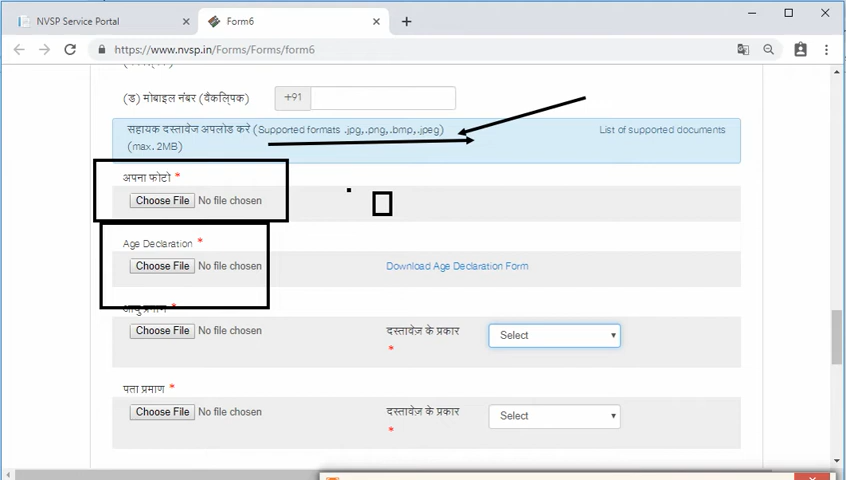 NVSP Service Portal
Form6
https://www.nvsp.in/Forms/Forms/form6
(ड) मोबाइल नंबर (वैकल्पिक)
+91
सहायक दस्तावेज अपलोड करे (Supported formats .jpg,.png,.bmp,.jpeg)
(max. 2MB)
List of supported documents
अपना फोटो *
Choose File No file chosen
Age Declaration *
Choose File No file chosen
Download Age Declaration Form
आयु प्रमाण *
Choose File No file chosen
दस्तावेज़ के प्रकार
*
Select
पता प्रमाण *
Choose File No file chosen
दस्तावेज़ के प्रकार
*
Select